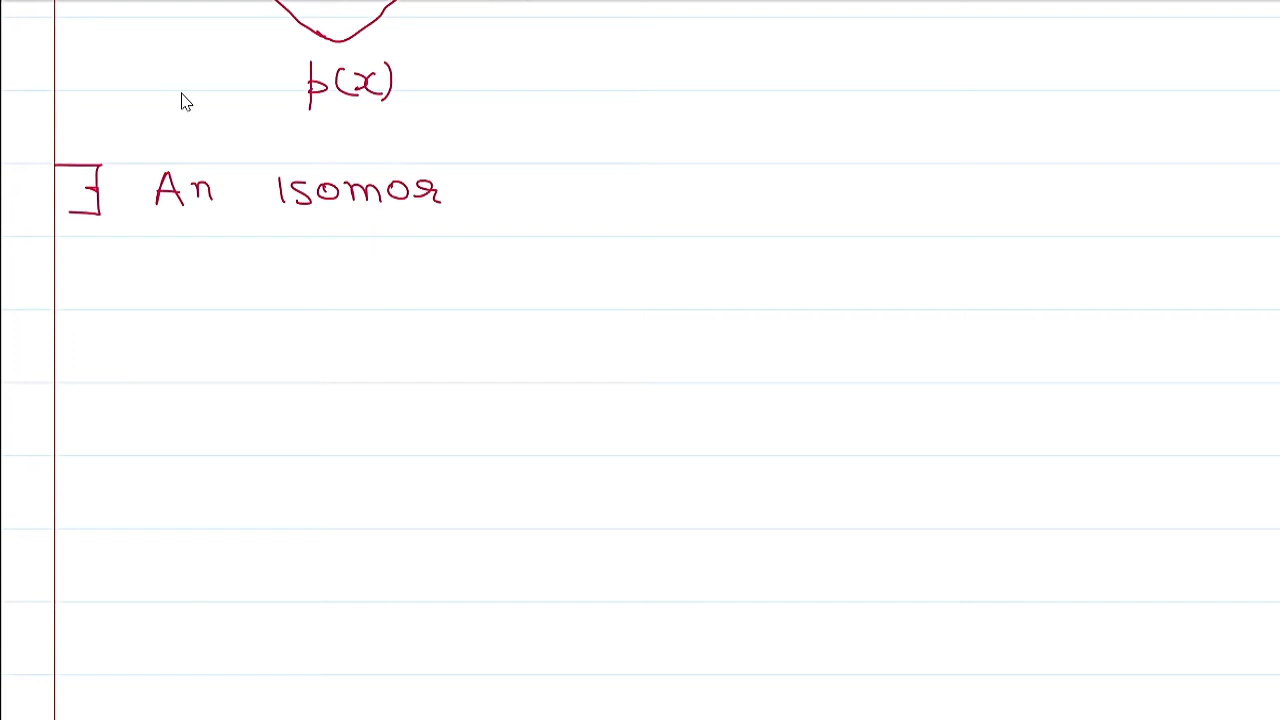 p(x)
∃ An Isomor